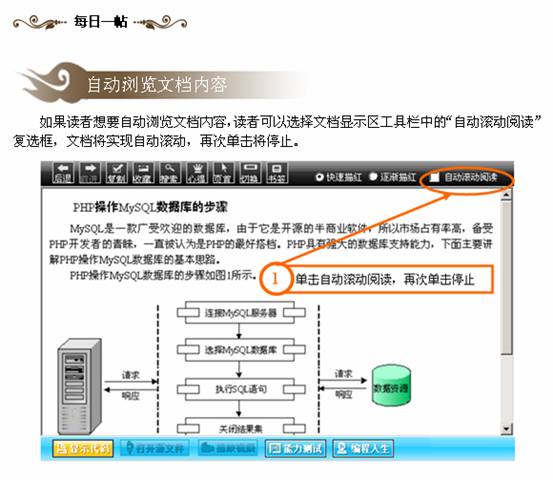 每日一帖
自动浏览文档内容
如果读者想要自动浏览文档内容，读者可以选择文档显示区工具栏中的“自动滚动阅读”
复选框，文档将实现自动滚动，再次单击将停止。
后退 前进 复制 收藏 搜索 心得 页首 切换 书签 快速描红 逐渐描红 自动滚动阅读
PHP操作MySQL数据库的步骤
MySQL是一款广受欢迎的数据库，由于它是开源的半商业软件，所以市场占有率高，备受
PHP开发者的青睐，一直被认为是PHP的最好搭档。PHP具有强大的数据库支持能力，下面主要讲
解PHP操作MySQL数据库的基本思路。
PHP操作MySQL数据库的步骤如图1所示。
1 单击自动滚动阅读，再次单击停止
连接MySQL服务器
选择MySQL数据库
请求
响应
执行SQL语句
请求
响应
数据资源
关闭结果集
显示代码 打开源文件 播放视频 能力测试 编程人生